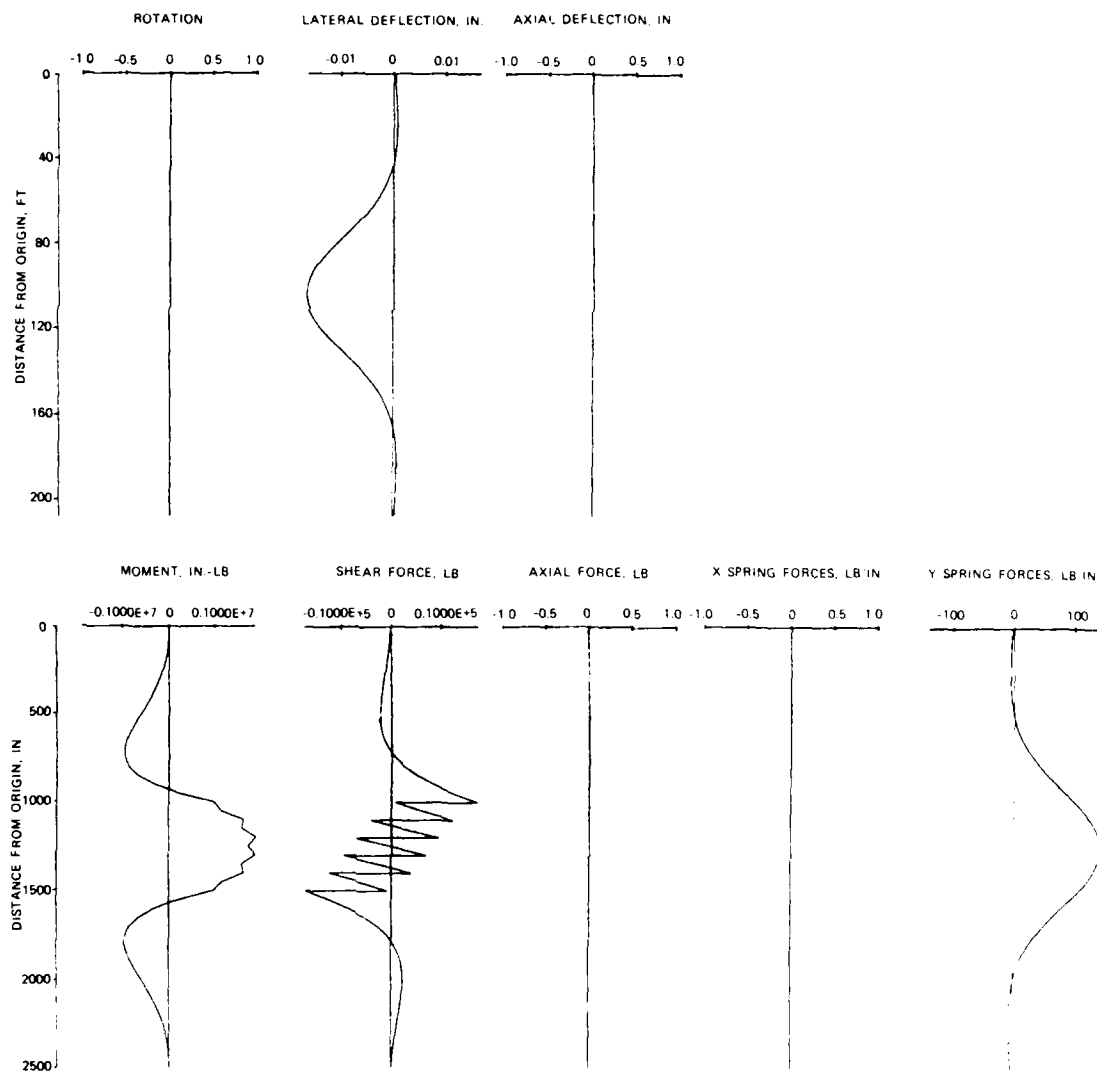 ROTATION
LATERAL DEFLECTION, IN.
AXIAL DEFLECTION, IN
-1.0 -0.5 0 0.5 1.0
-0.01 0 0.01
-1.0 -0.5 0 0.5 1.0
0
40
80
120
160
200
DISTANCE FROM ORIGIN, FT
MOMENT, IN.-LB
SHEAR FORCE, LB
AXIAL FORCE, LB
X SPRING FORCES, LB IN
Y SPRING FORCES, LB IN
-0.1000E+7 0 0.1000E+7
-0.1000E+5 0 0.1000E+5
-1.0 -0.5 0 0.5 1.0
-1.0 -0.5 0 0.5 1.0
-100 0 100
0
500
1000
1500
2000
2500
DISTANCE FROM ORIGIN, IN